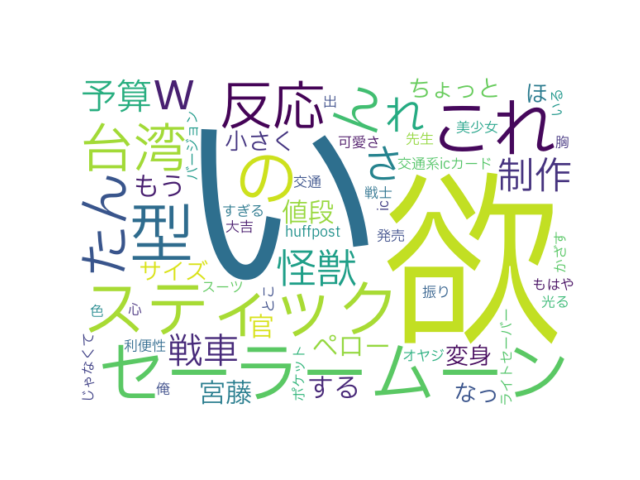 予算
W
反応
ん
れ
これ
ちょっと
ほ
るぅ
台湾
バージョン
小さく
出
可愛さ
先生
美少女
胸
たん
もう
い
の
交通
さ
交通系icカード
制作
欲
型
すぎる
大吉
値段
huffpost
戦士
ic
発売
もはや
かざす
サイズ
怪獣
振り
光る
スティック
スーツ
とこ
官
色
心
じゃなくて
利便性
戦車
ペロー
オヤジ
変身
ライトセーバー
セーラームーン
俺
宮藤
ポケット
する
なっ